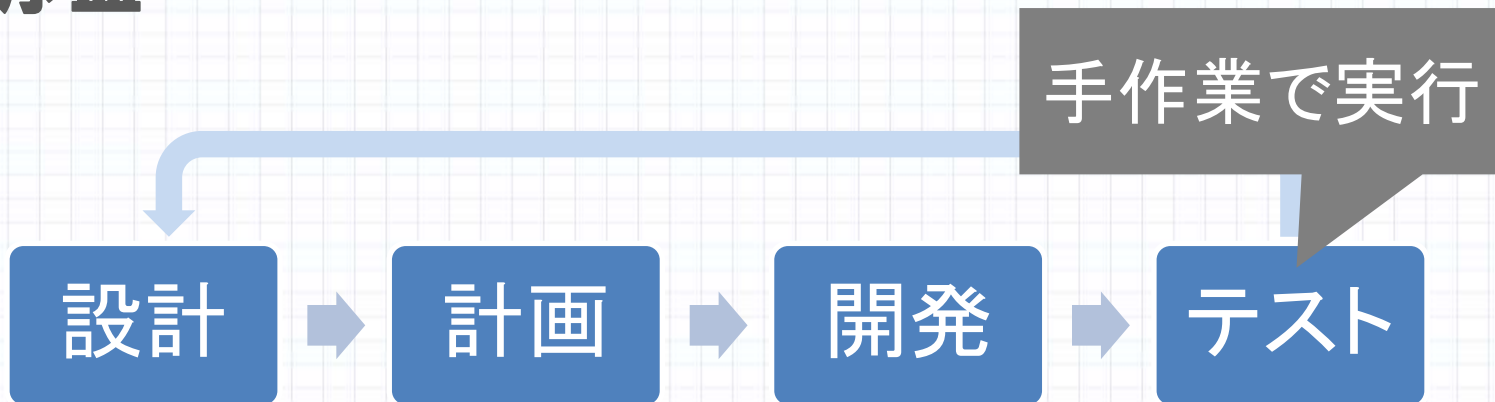 手作業で実行
設計
計画
開発
テスト